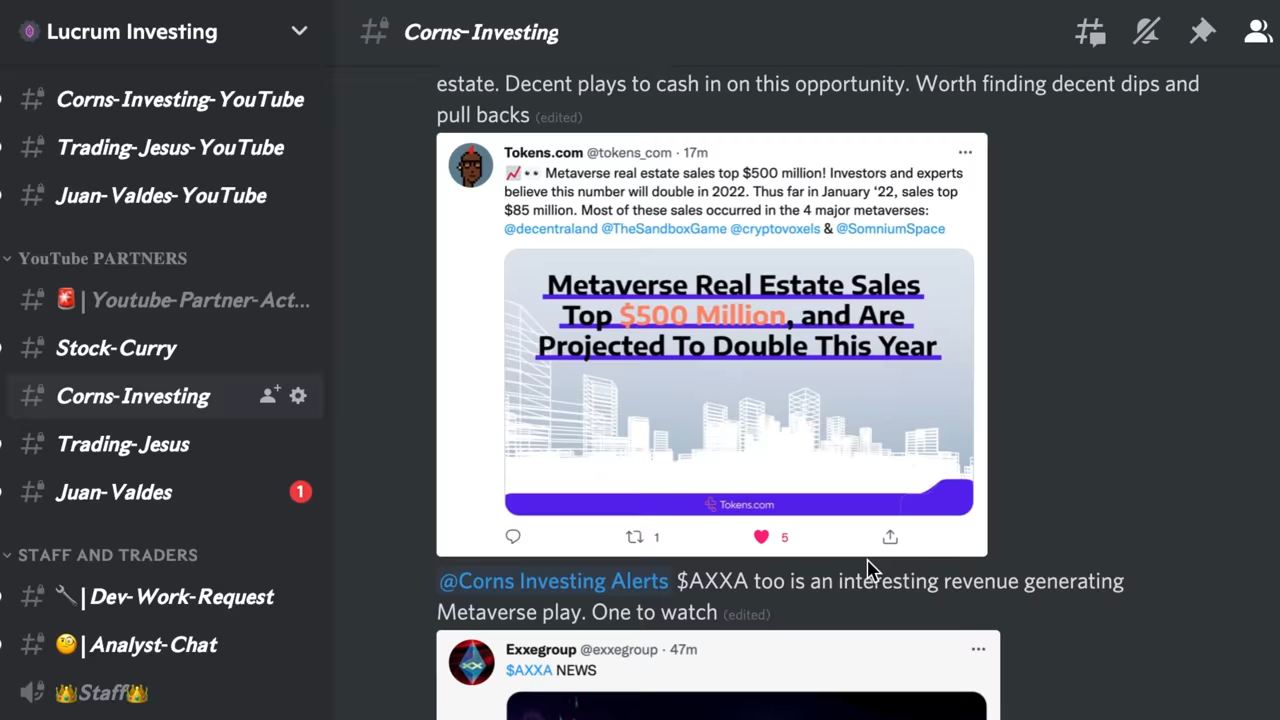 Lucrum Investing
Corns-Investing-YouTube
Trading-Jesus-YouTube
Juan-Valdes-YouTube
YouTube PARTNERS
| Youtube-Partner-Act...
Stock-Curry
Corns-Investing
Trading-Jesus
Juan-Valdes
1
STAFF AND TRADERS
| Dev-Work-Request
| Analyst-Chat
Staff
Corns-Investing
estate. Decent plays to cash in on this opportunity. Worth finding decent dips and
pull backs (edited)
Tokens.com @tokens_com · 17m
Metaverse real estate sales top $500 million! Investors and experts
believe this number will double in 2022. Thus far in January ‘22, sales top
$85 million. Most of these sales occurred in the 4 major metaverses:
@decentraland @TheSandboxGame @cryptovoxels & @SomniumSpace
Metaverse Real Estate Sales
Top $500 Million, and Are
Projected To Double This Year
Tokens.com
1
5
@Corns Investing Alerts $AXXA too is an interesting revenue generating
Metaverse play. One to watch (edited)
Exxegroup @exxegroup · 47m
$AXXA NEWS